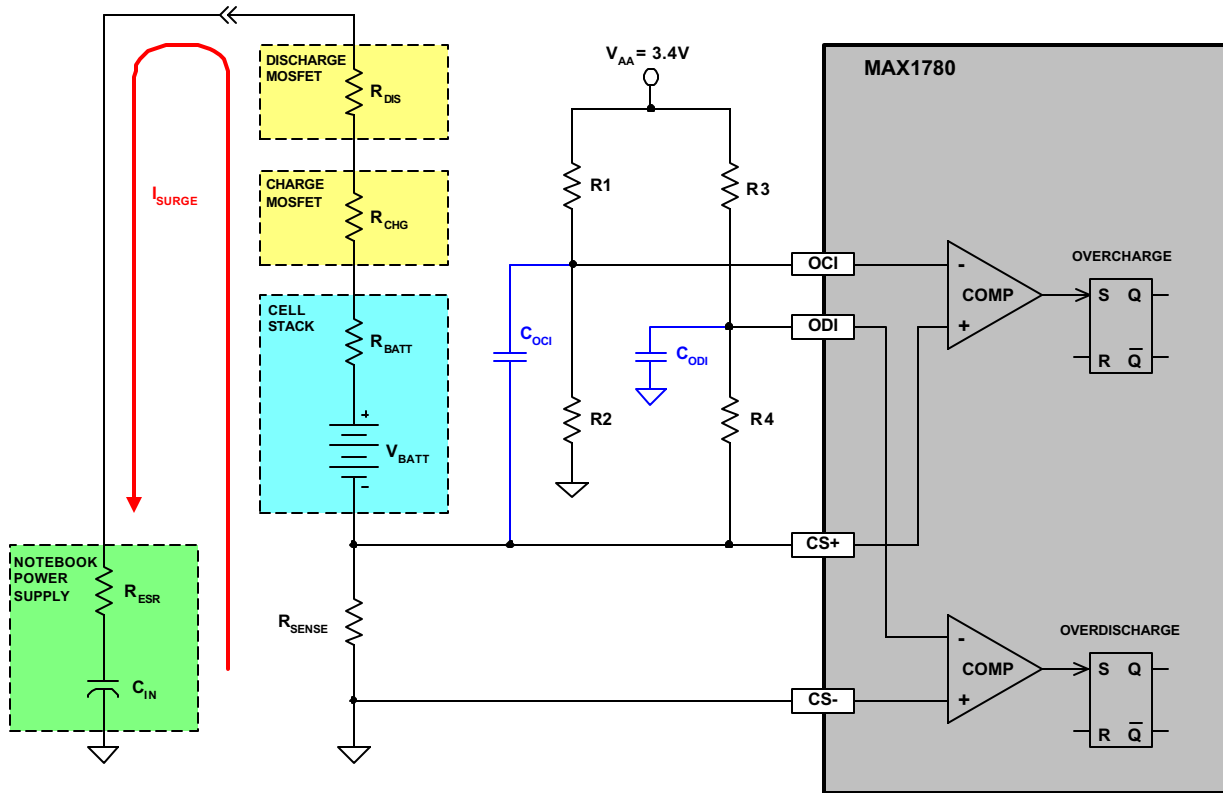 DISCHARGE
MOSFET
R_DIS
CHARGE
MOSFET
R_CHG
I_SURGE
CELL
STACK
R_BATT
+
V_BATT
-
NOTEBOOK
POWER
SUPPLY
R_ESR
C_IN
R_SENSE
V_AA = 3.4V
R1
R3
C_OCI
C_ODI
R2
R4
MAX1780
OCI
ODI
CS+
CS-
-
COMP
+
OVERCHARGE
S Q
R Q̅
-
COMP
+
OVERDISCHARGE
S Q
R Q̅